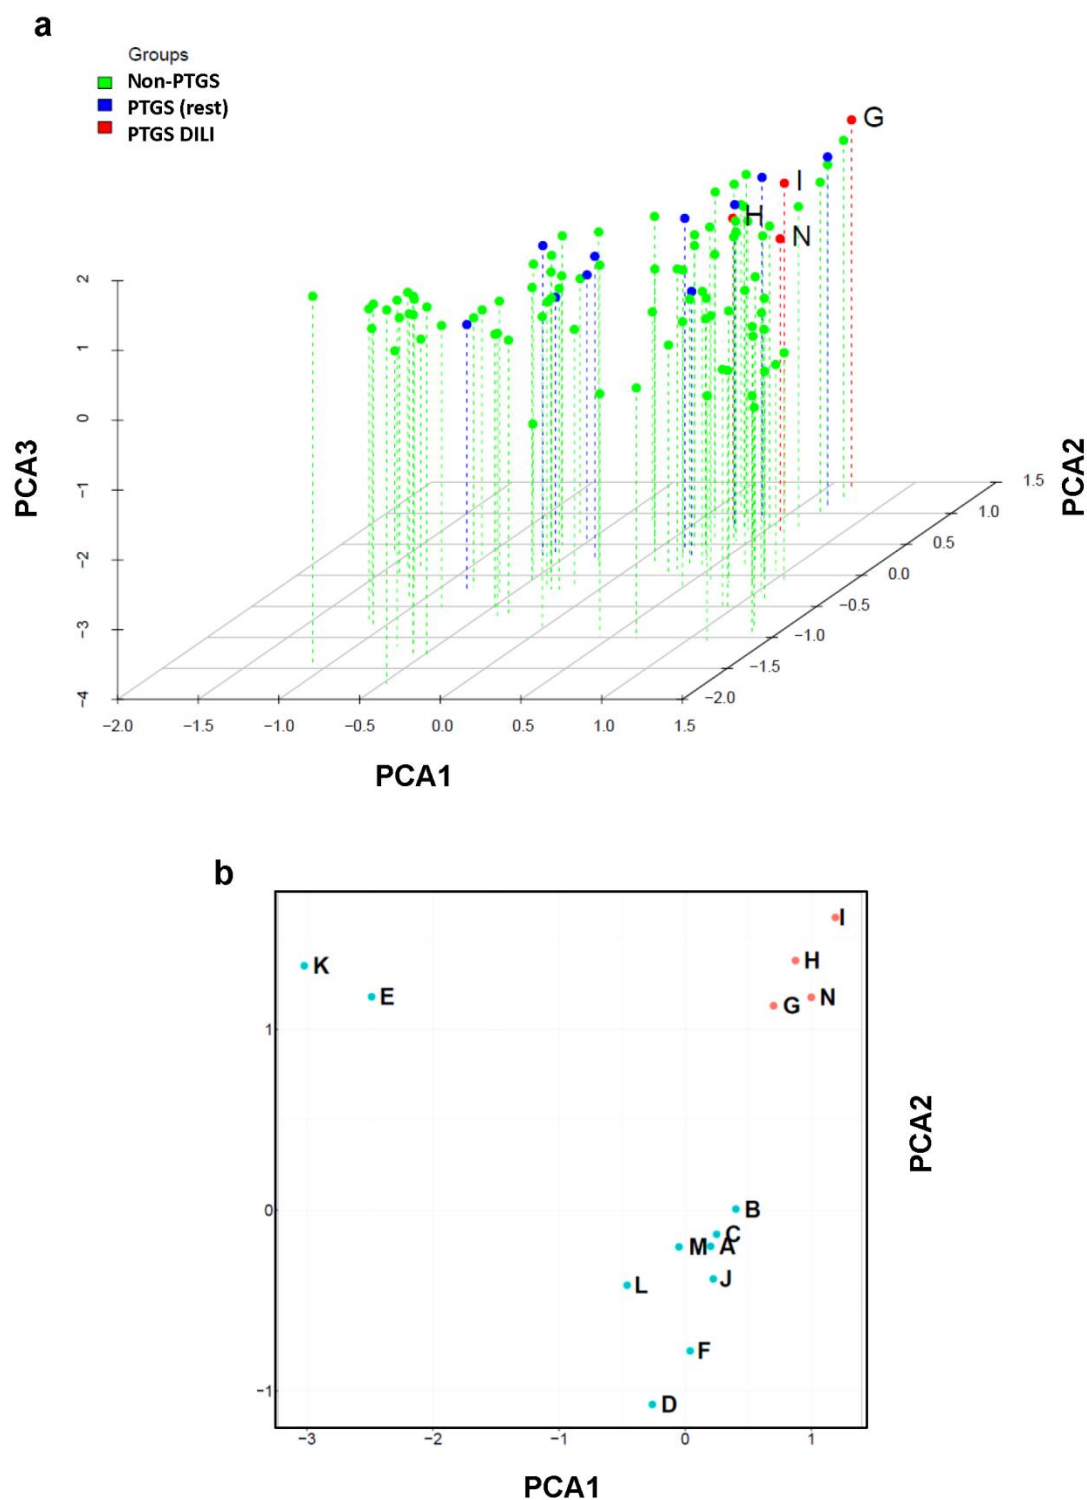 a
Groups
Non-PTGS
PTGS (rest)
PTGS DILI
G
I
H
N
2
1
0
−1
−2
−3
−4
PCA3
1.5
1.0
0.5
0.0
−0.5
−1.0
−1.5
−2.0
PCA2
−2.0 −1.5 −1.0 −0.5 0.0 0.5 1.0 1.5
PCA1
b
I
K H
E G N
1
PCA2
0 B
C
M A
L J
F
−1 D
−3 −2 −1 0 1
PCA1